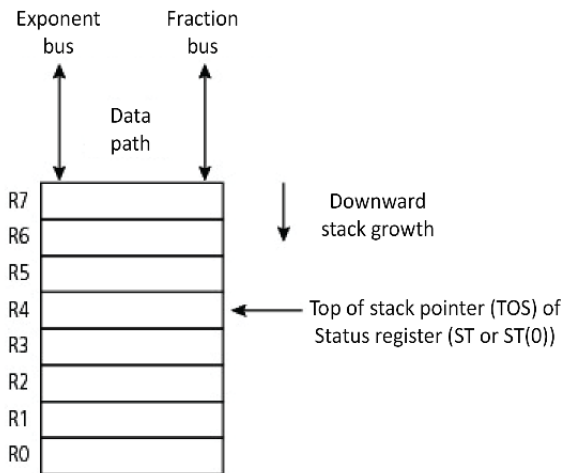 Exponent
bus
Fraction
bus
Data
path
R7
R6
R5
R4
R3
R2
R1
R0
Downward
stack growth
Top of stack pointer (TOS) of
Status register (ST or ST(0))